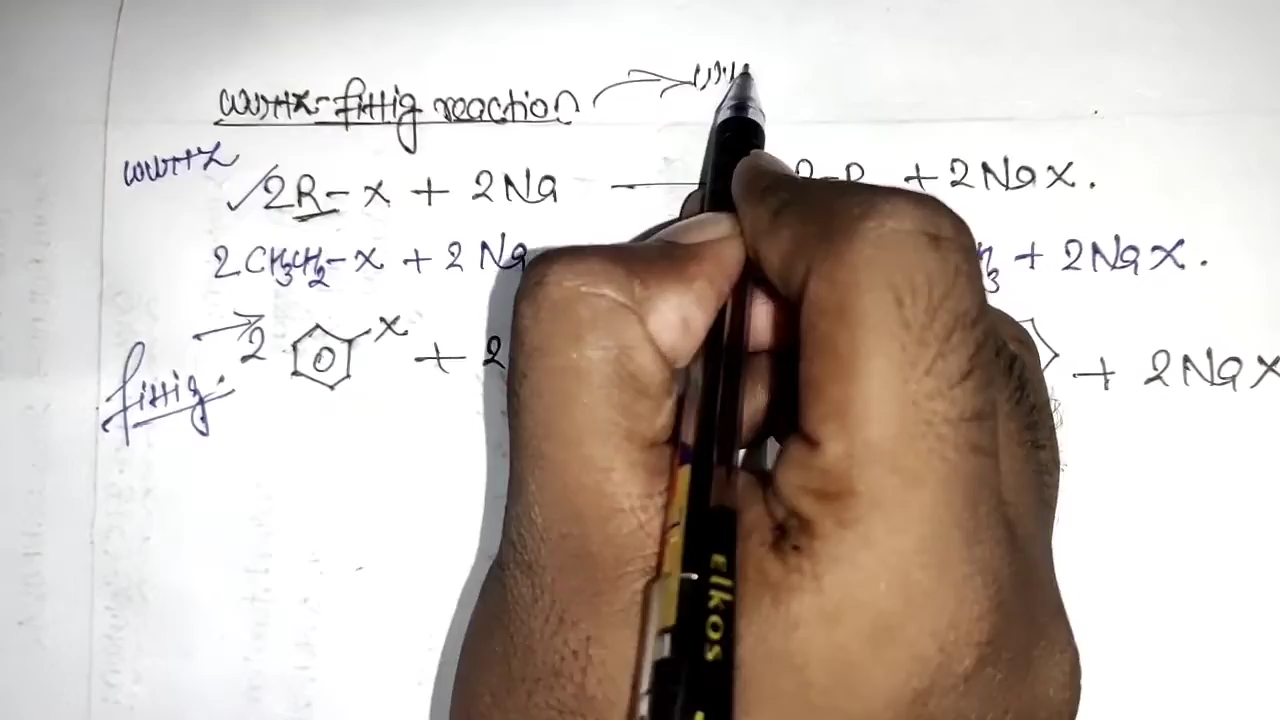 wurtz-fittig reaction
wurtz
2R-X + 2Na R-R + 2NaX.
2CH3CH2-X + 2Na + 2NaX.
2 X + 2 + 2NaX
fittig:
elkos